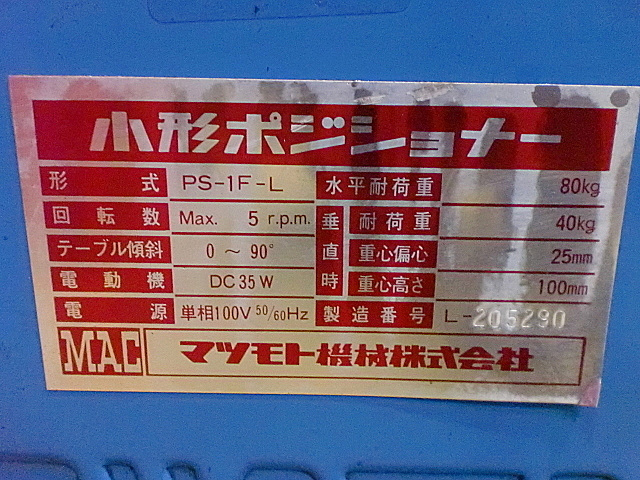 小形ポジショナー
形式 PS-1F-L 水平耐荷重 80kg
回転数 Max. 5 r.p.m. 垂直時 耐荷重 40kg
テーブル傾斜 0 ~ 90° 重心偏心 25mm
電動機 DC35W 重心高さ 100mm
電源 単相100V 50/60Hz 製造番号 L-205290
MAC マツモト機械株式会社